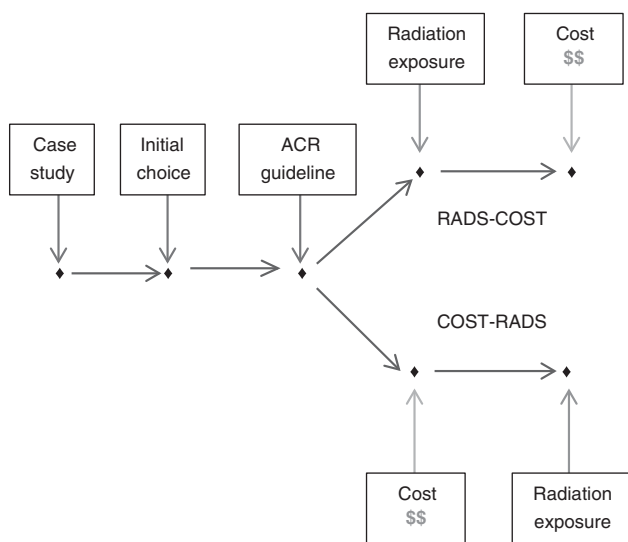 Radiation
exposure
Cost
$$
Case
study
Initial
choice
ACR
guideline
RADS-COST
COST-RADS
Cost
$$
Radiation
exposure